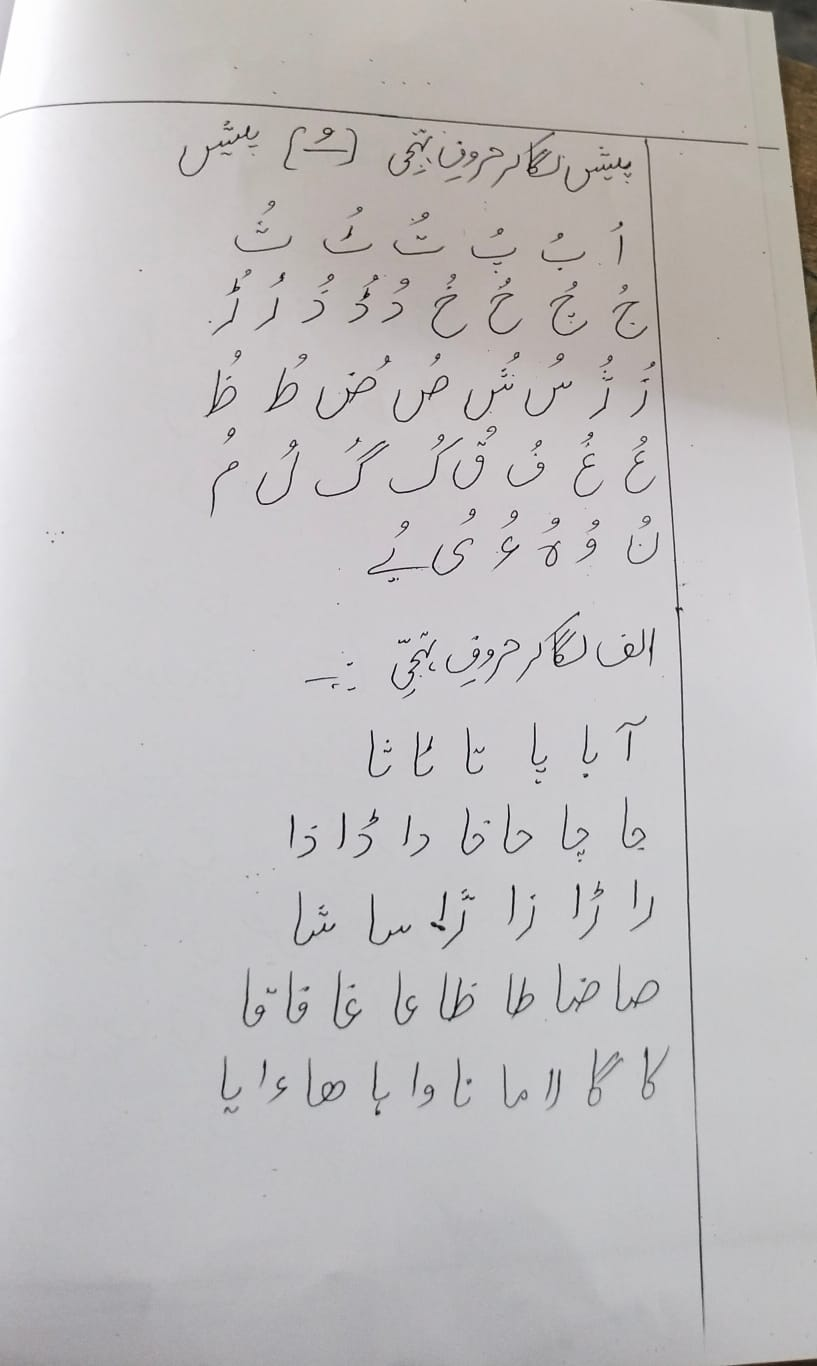 پیش لگا کر حروفِ تہجّی (ـُ) پیش
اُ بُ پُ تُ ٹُ ثُ
جُ چُ حُ خُ دُ ڈُ ذُ رُ ڑُ
زُ ژُ سُ شُ صُ ضُ طُ ظُ
عُ غُ فُ قُ کُ گُ لُ مُ
نُ وُ ہُ ءُ یُ یُے
الف لگا کر حروفِ تہجّی :-
آ با پا تا ٹا ثا
جا چا حا خا دا ڈا ذا
را ڑا زا ژا سا شا
صا ضا طا ظا عا غا فا قا
کا گا لا ما نا وا ہا ھا ءا یا